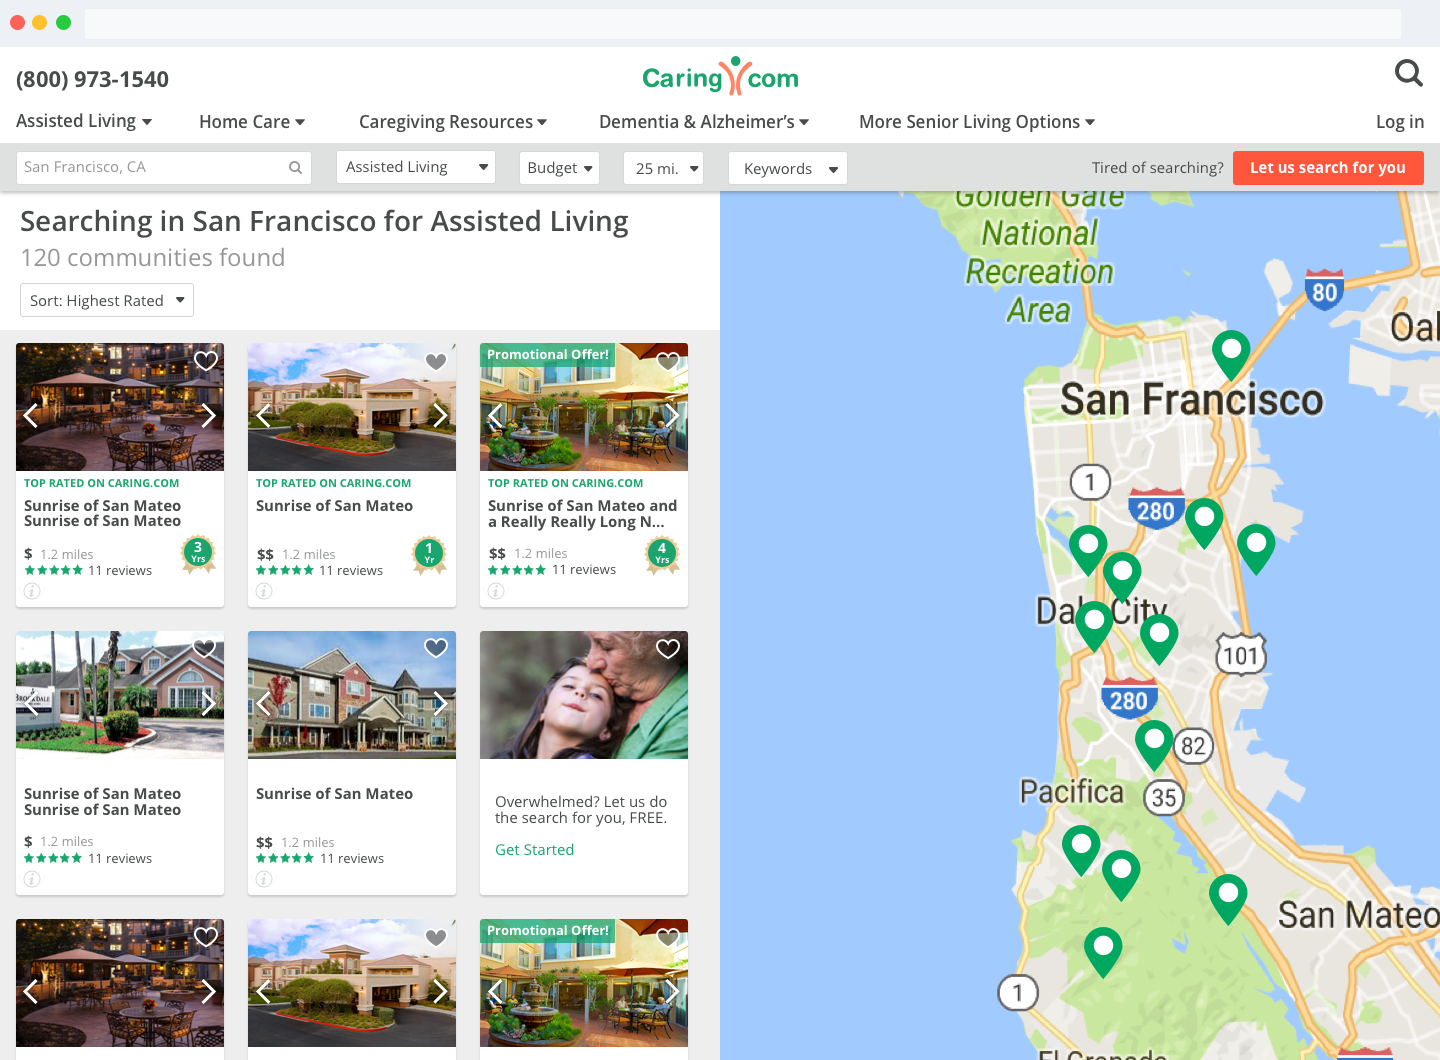 (800) 973-1540
Caring.com
Assisted Living
Home Care
Caregiving Resources
Dementia & Alzheimer's
More Senior Living Options
Log in
San Francisco, CA
Assisted Living
Budget
25 mi.
Keywords
Tired of searching?
Let us search for you
Searching in San Francisco for Assisted Living
120 communities found
Sort: Highest Rated
TOP RATED ON CARING.COM
Sunrise of San Mateo
Sunrise of San Mateo
$ 1.2 miles
11 reviews
3
Yrs
i
TOP RATED ON CARING.COM
Sunrise of San Mateo
$$ 1.2 miles
11 reviews
1
Yr
i
Promotional Offer!
TOP RATED ON CARING.COM
Sunrise of San Mateo and
a Really Really Long N...
$$ 1.2 miles
11 reviews
4
Yrs
i
BROOKDALE
Sunrise of San Mateo
Sunrise of San Mateo
$ 1.2 miles
11 reviews
i
Sunrise of San Mateo
$$ 1.2 miles
11 reviews
i
Overwhelmed? Let us do
the search for you, FREE.
Get Started
Promotional Offer!
Golden Gate
National
Recreation
Area
80
Oal
San Francisco
1
280
Daly City
101
280
82
Pacifica
35
San Mateo
1
El Granada